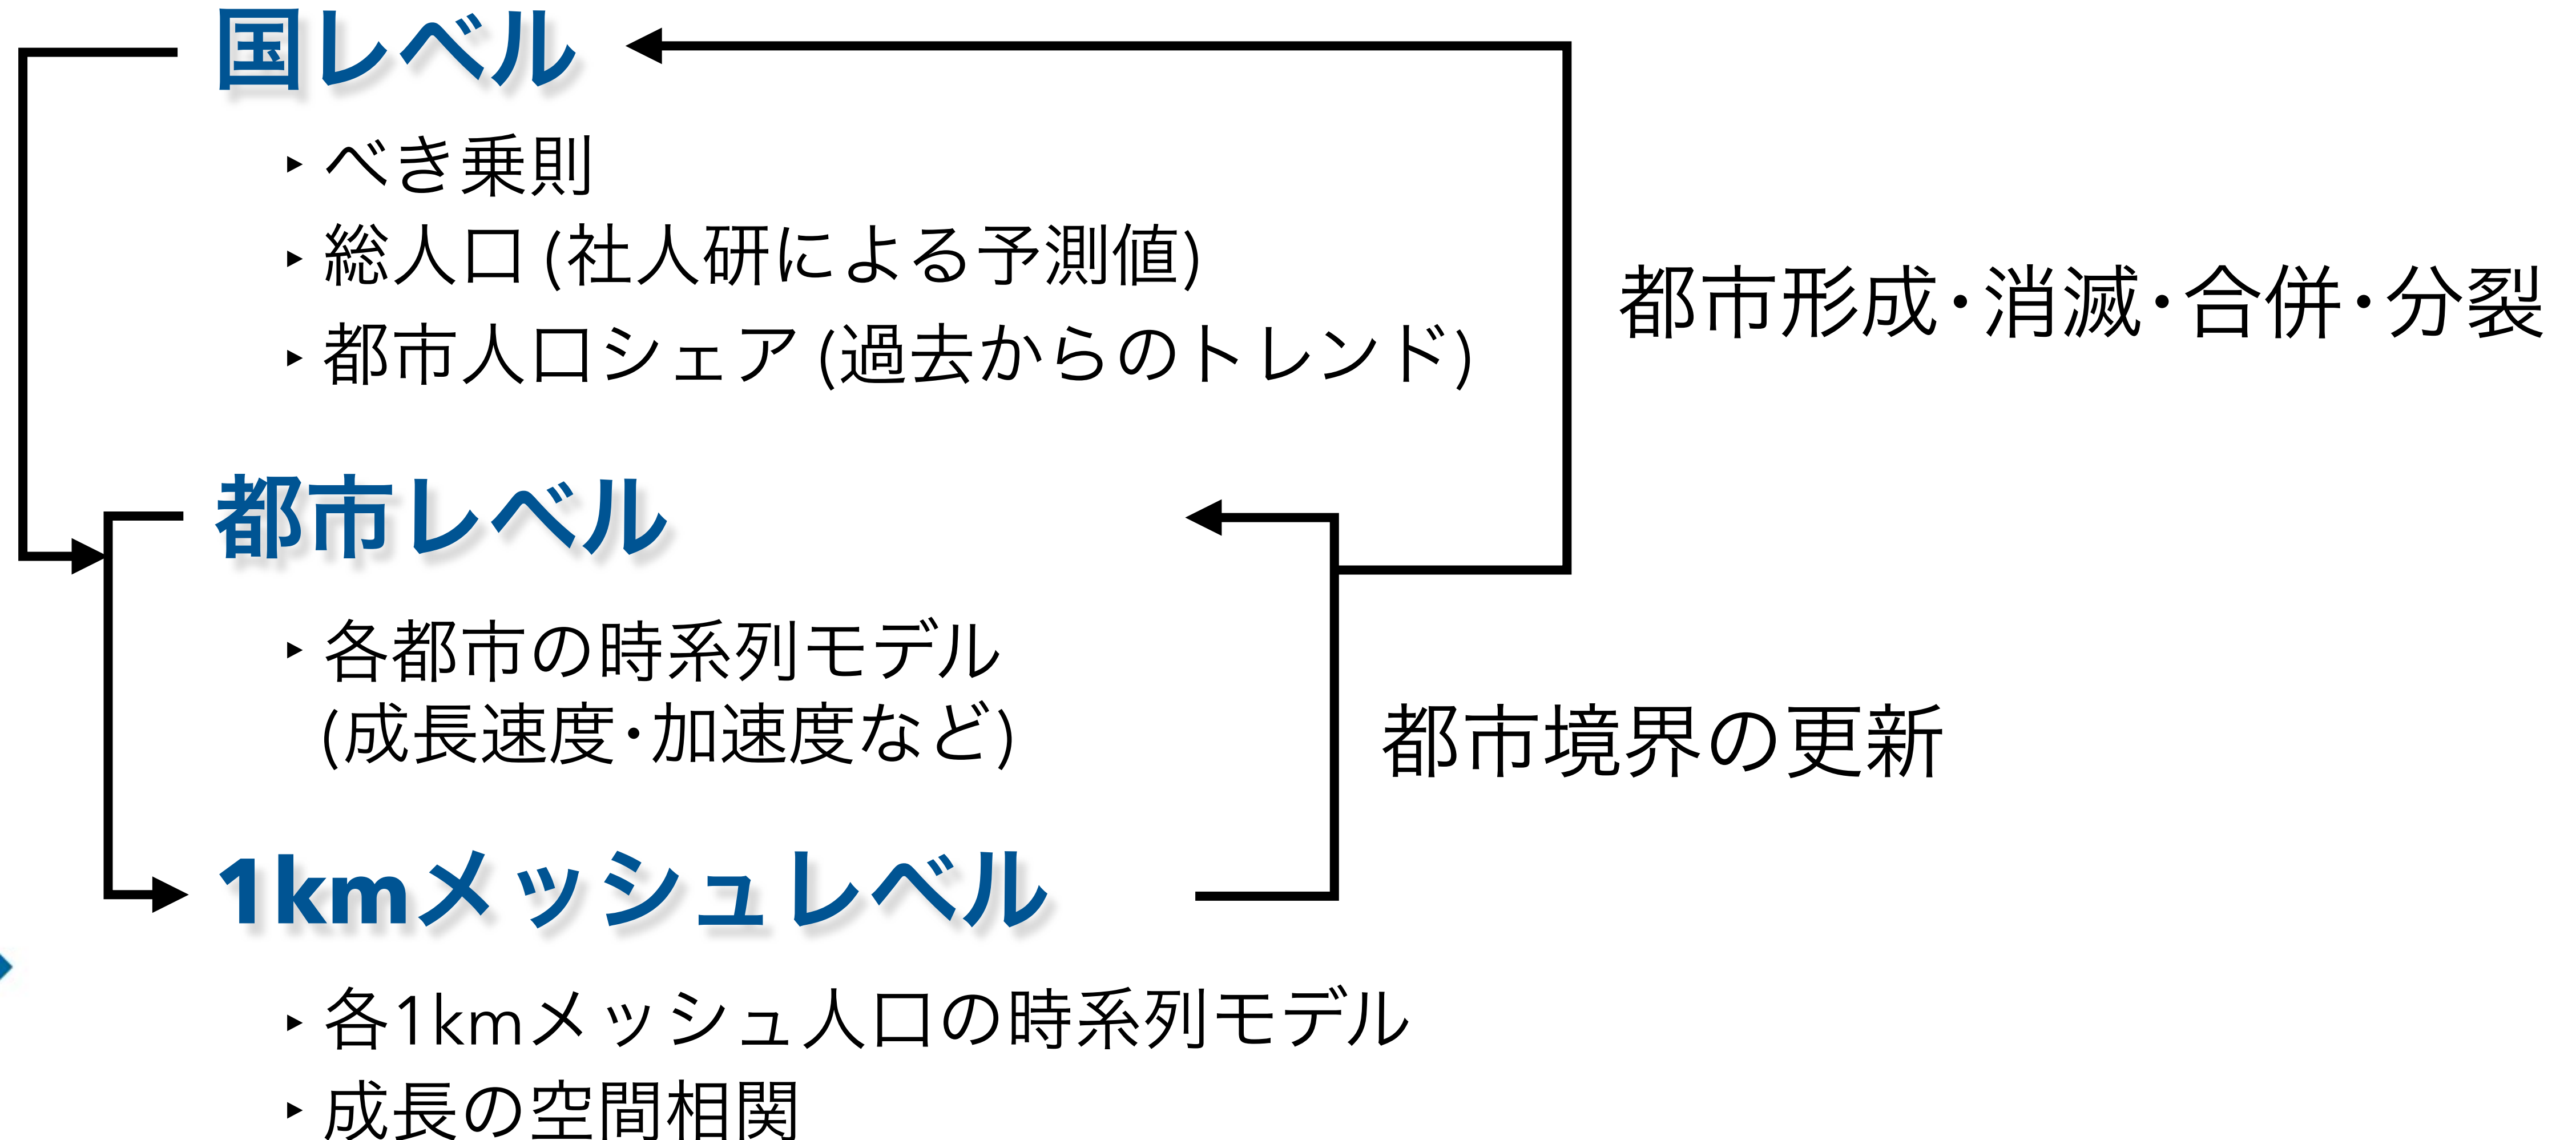 国レベル
‣ べき乗則
‣ 総人口 (社人研による予測値)
‣ 都市人口シェア (過去からのトレンド)
都市形成･消滅･合併･分裂
都市レベル
‣ 各都市の時系列モデル
(成長速度･加速度など)
都市境界の更新
1kmメッシュレベル
‣ 各1kmメッシュ人口の時系列モデル
‣ 成長の空間相関